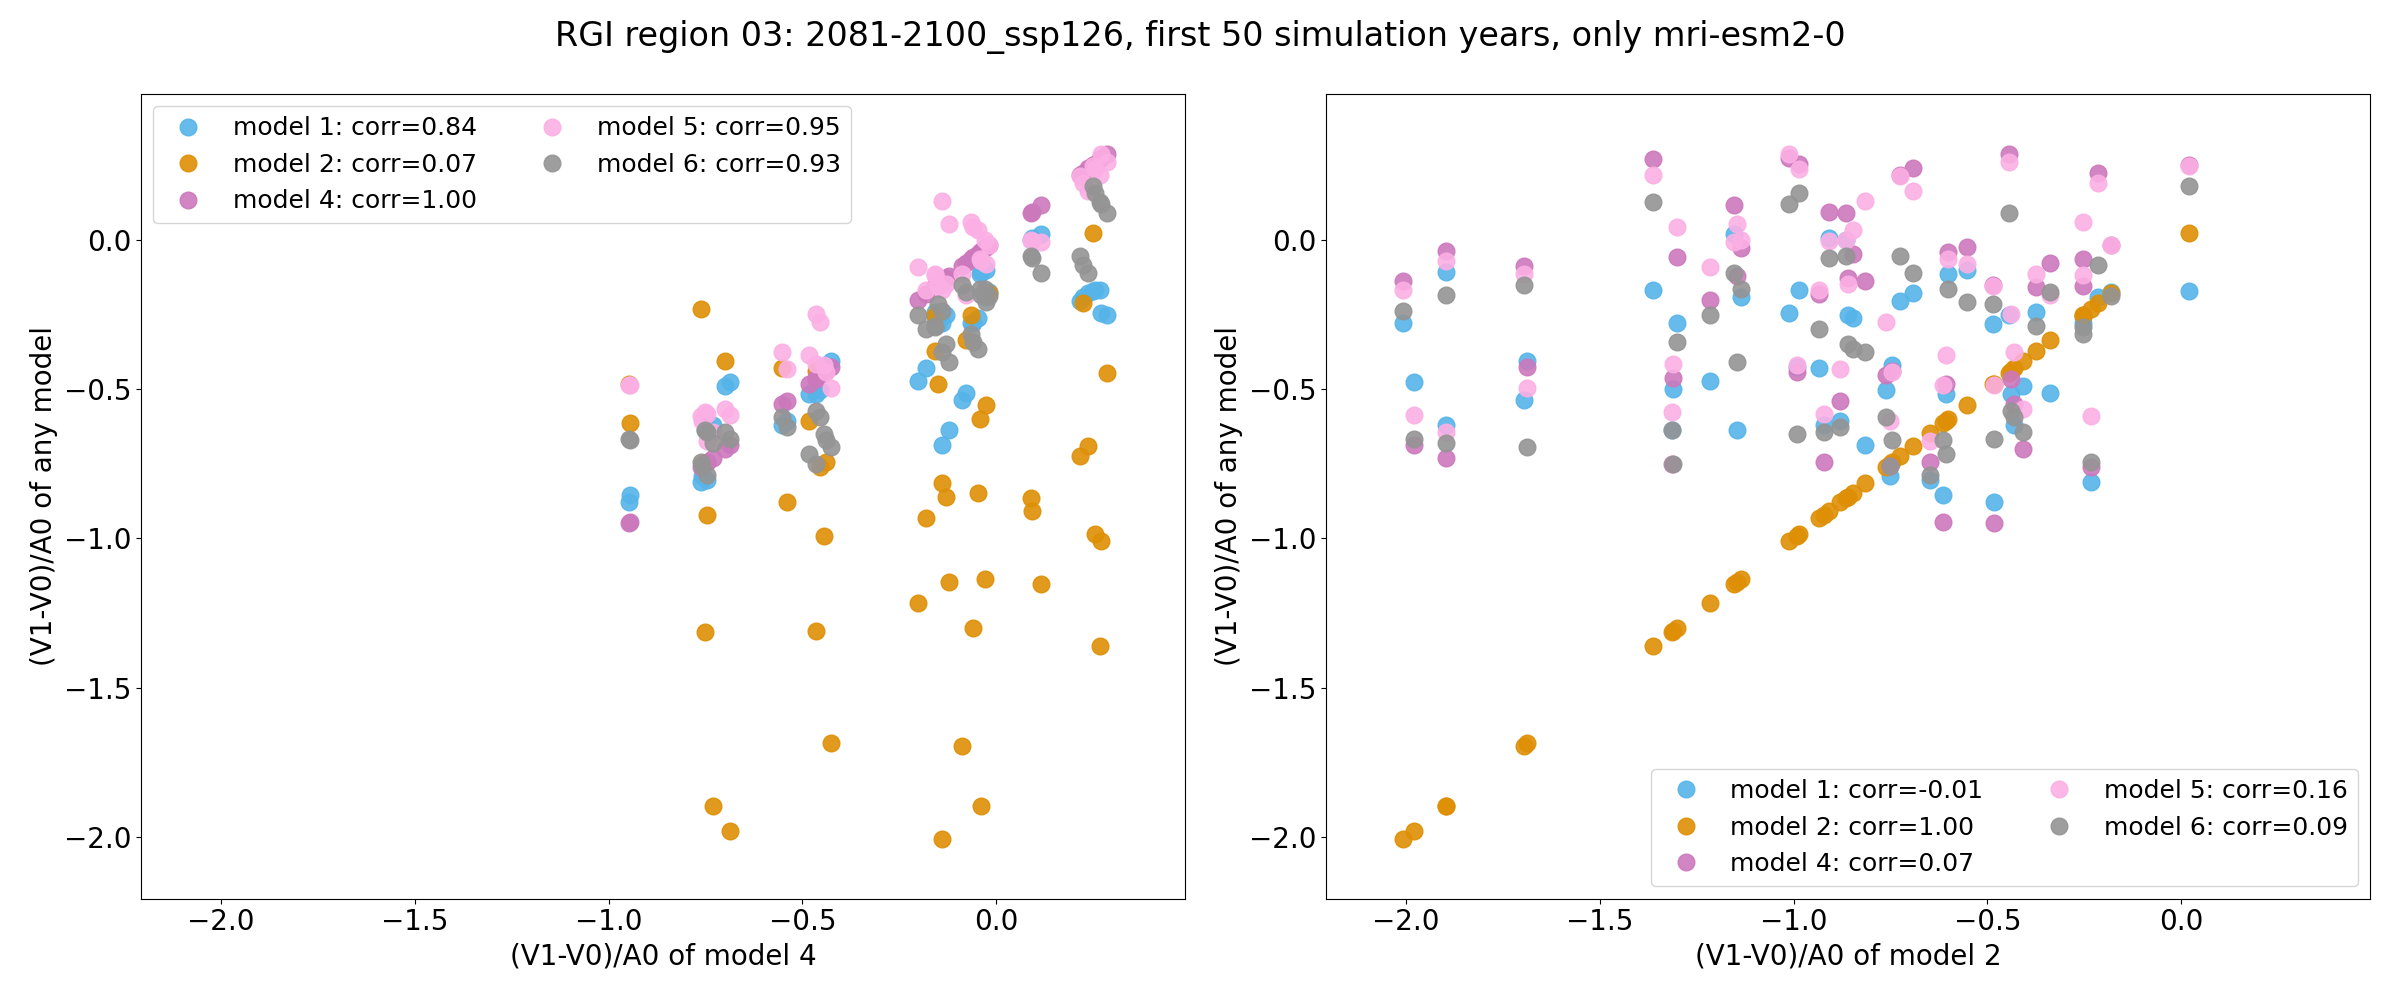 RGI region 03: 2081-2100_ssp126, first 50 simulation years, only mri-esm2-0
model 1: corr=0.84
model 2: corr=0.07
model 4: corr=1.00
model 5: corr=0.95
model 6: corr=0.93
0.0
−0.5
−1.0
−1.5
−2.0
(V1-V0)/A0 of any model
−2.0 −1.5 −1.0 −0.5 0.0
(V1-V0)/A0 of model 4
0.0
−0.5
−1.0
−1.5
−2.0
(V1-V0)/A0 of any model
model 1: corr=-0.01
model 2: corr=1.00
model 4: corr=0.07
model 5: corr=0.16
model 6: corr=0.09
−2.0 −1.5 −1.0 −0.5 0.0
(V1-V0)/A0 of model 2